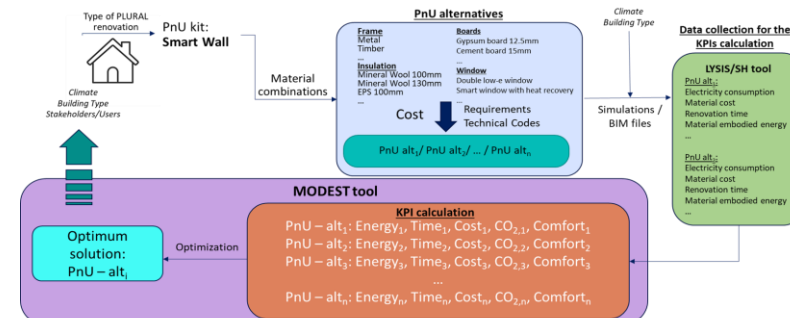 Type of PLURAL
renovation
PnU kit:
Smart Wall
Climate
Building Type
Stakeholders/Users
Material
combinations
PnU alternatives
Frame
Metal
Timber
...
Insulation
Mineral Wool 100mm
Mineral Wool 130mm
EPS 100mm
...
Boards
Gypsum board 12.5mm
Cement board 15mm
...
Window
Double low-e window
Smart window with heat recovery
...
Cost
Requirements
Technical Codes
PnU alt1/ PnU alt2/ ... / PnU altn
Climate
Building Type
Simulations /
BIM files
Data collection for the
KPIs calculation
LYSIS/SH tool
PnU alt1:
Electricity consumption
Material cost
Renovation time
Material embodied energy
...
Electricity consumption
Material cost
Renovation time
Material embodied energy
...
MODEST tool
KPI calculation
PnU – alt1: Energy1, Time1, Cost1, CO2,1, Comfort1
PnU – alt2: Energy2, Time2, Cost2, CO2,2, Comfort2
PnU – alt3: Energy3, Time3, Cost3, CO2,3, Comfort3
...
PnU – altn: Energyn, Timen, Costn, CO2,n, Comfortn
Optimization
Optimum
solution:
PnU – alti